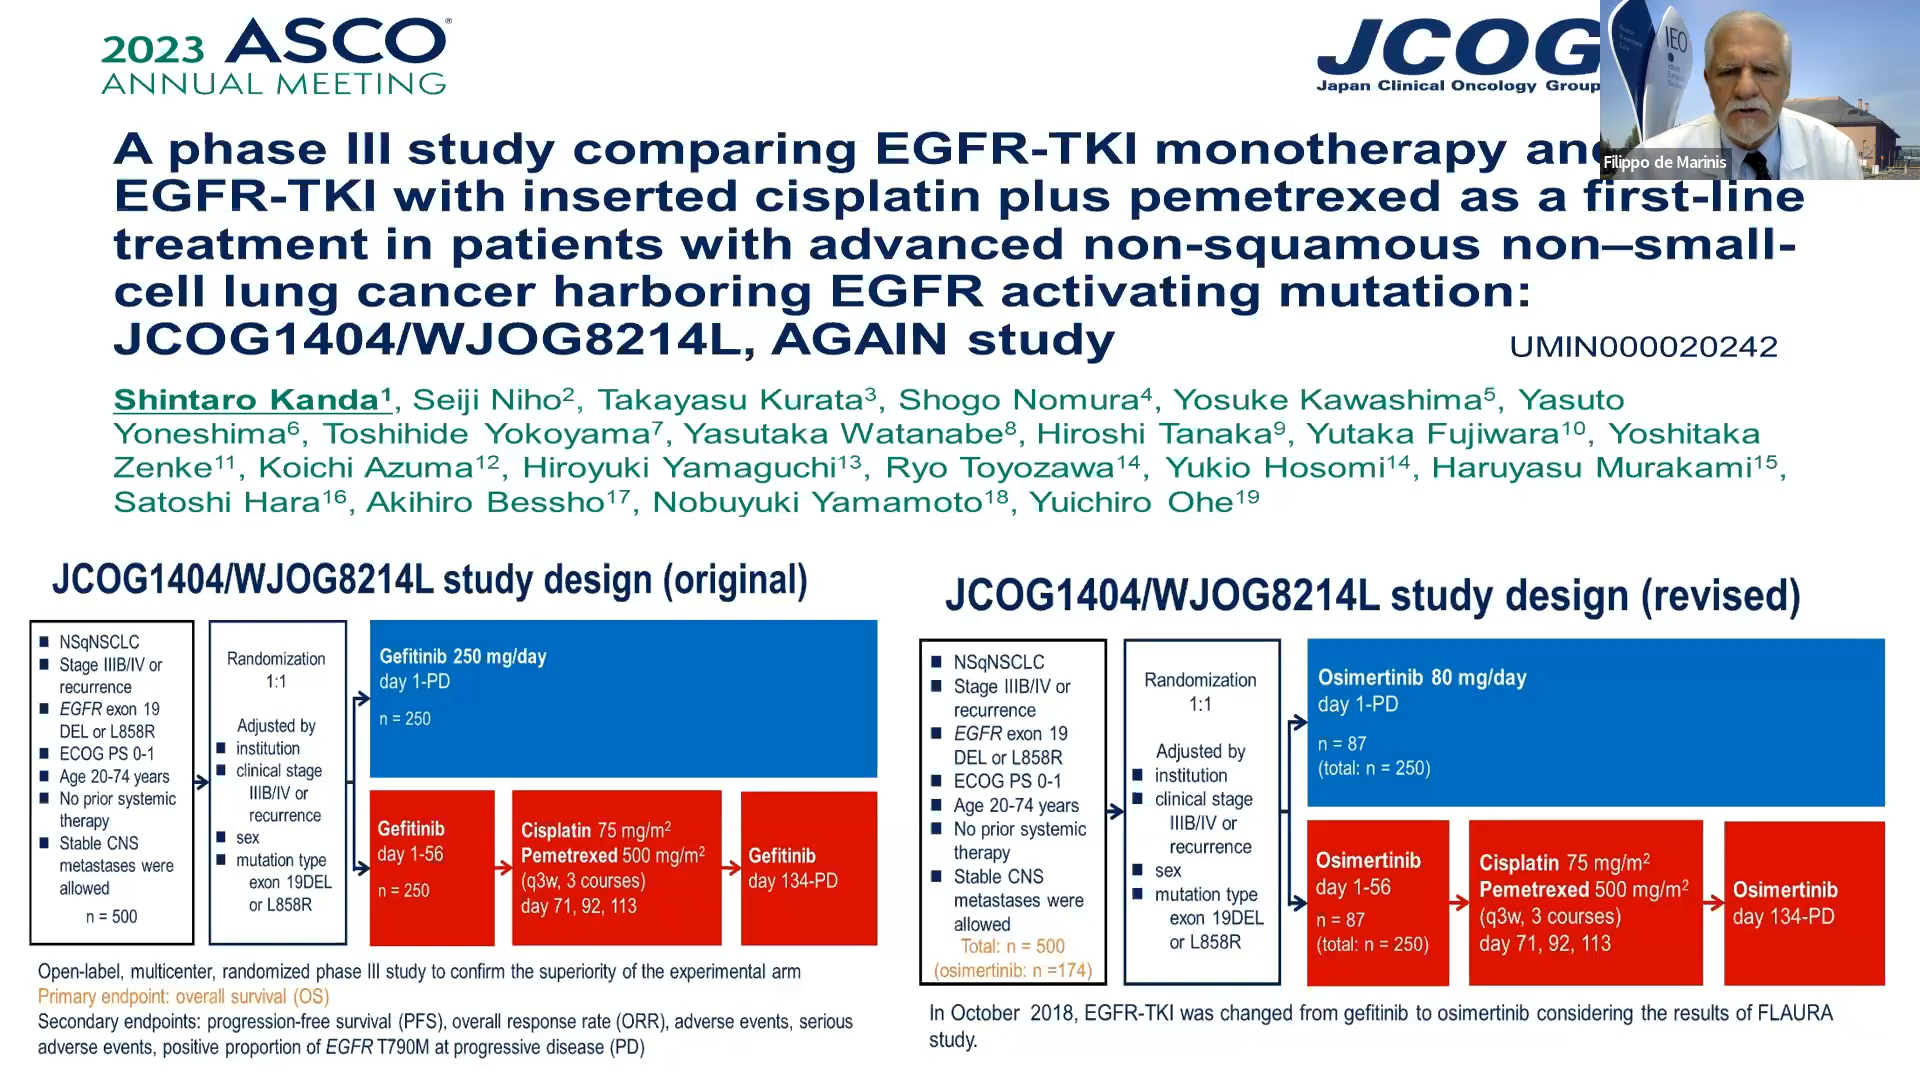 2023 ASCO®
ANNUAL MEETING
JCOG
Japan Clinical Oncology Group
IEO
Filippo de Marinis
A phase III study comparing EGFR-TKI monotherapy and
EGFR-TKI with inserted cisplatin plus pemetrexed as a first-line
treatment in patients with advanced non-squamous non–small-
cell lung cancer harboring EGFR activating mutation:
JCOG1404/WJOG8214L, AGAIN study
UMIN000020242
Shintaro Kanda1, Seiji Niho2, Takayasu Kurata3, Shogo Nomura4, Yosuke Kawashima5, Yasuto
Yoneshima6, Toshihide Yokoyama7, Yasutaka Watanabe8, Hiroshi Tanaka9, Yutaka Fujiwara10, Yoshitaka
Zenke11, Koichi Azuma12, Hiroyuki Yamaguchi13, Ryo Toyozawa14, Yukio Hosomi14, Haruyasu Murakami15,
Satoshi Hara16, Akihiro Bessho17, Nobuyuki Yamamoto18, Yuichiro Ohe19
JCOG1404/WJOG8214L study design (original)
■ NSqNSCLC
■ Stage IIIB/IV or
recurrence
■ EGFR exon 19
DEL or L858R
■ ECOG PS 0-1
■ Age 20-74 years
■ No prior systemic
therapy
■ Stable CNS
metastases were
allowed
n = 500
Randomization
1:1
Adjusted by
■ institution
■ clinical stage
IIIB/IV or
recurrence
■ sex
■ mutation type
exon 19DEL
or L858R
Gefitinib 250 mg/day
day 1-PD
n = 250
Gefitinib
day 1-56
n = 250
Cisplatin 75 mg/m2
Pemetrexed 500 mg/m2
(q3w, 3 courses)
day 71, 92, 113
Gefitinib
day 134-PD
Open-label, multicenter, randomized phase III study to confirm the superiority of the experimental arm
Primary endpoint: overall survival (OS)
Secondary endpoints: progression-free survival (PFS), overall response rate (ORR), adverse events, serious
adverse events, positive proportion of EGFR T790M at progressive disease (PD)
JCOG1404/WJOG8214L study design (revised)
■ NSqNSCLC
■ Stage IIIB/IV or
recurrence
■ EGFR exon 19
DEL or L858R
■ ECOG PS 0-1
■ Age 20-74 years
■ No prior systemic
therapy
■ Stable CNS
metastases were
allowed
Total: n = 500
(osimertinib: n =174)
Randomization
1:1
Adjusted by
■ institution
■ clinical stage
IIIB/IV or
recurrence
■ sex
■ mutation type
exon 19DEL
or L858R
Osimertinib 80 mg/day
day 1-PD
n = 87
(total: n = 250)
Osimertinib
day 1-56
n = 87
(total: n = 250)
Cisplatin 75 mg/m2
Pemetrexed 500 mg/m2
(q3w, 3 courses)
day 71, 92, 113
Osimertinib
day 134-PD
In October 2018, EGFR-TKI was changed from gefitinib to osimertinib considering the results of FLAURA
study.